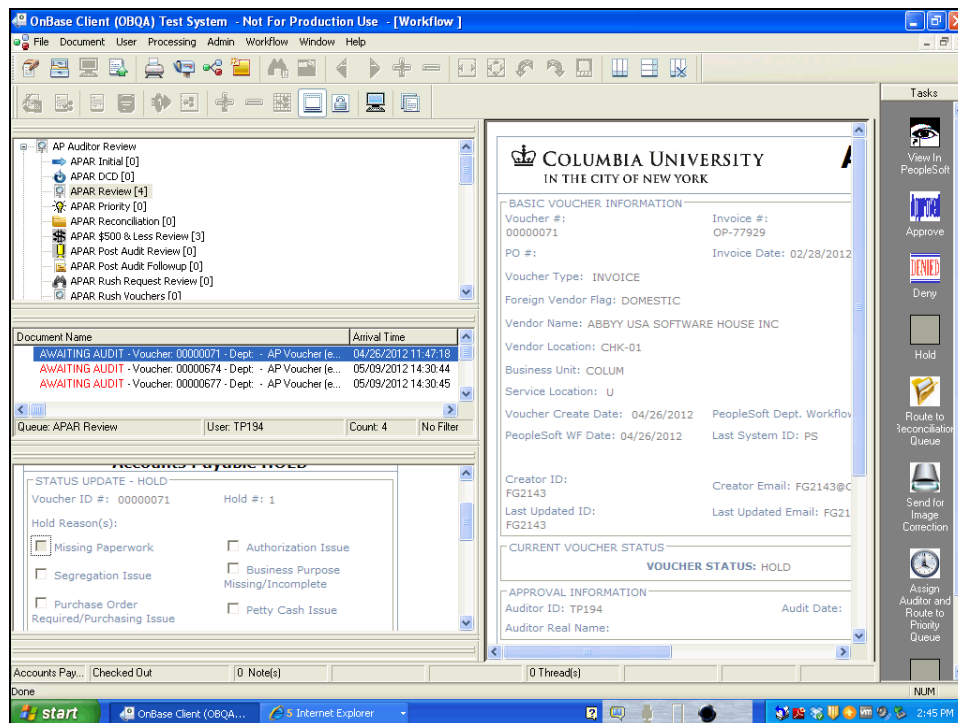 OnBase Client (OBQA) Test System - Not For Production Use - [Workflow ]
File Document User Processing Admin Workflow Window Help
Tasks
AP Auditor Review
APAR Initial [0]
APAR DCD [0]
APAR Review [4]
APAR Priority [0]
APAR Reconciliation [0]
APAR $500 & Less Review [3]
APAR Post Audit Review [0]
APAR Post Audit Followup [0]
APAR Rush Request Review [0]
APAR Rush Vouchers [0]
Document Name Arrival Time
AWAITING AUDIT - Voucher: 00000071 - Dept: - AP Voucher (e... 04/26/2012 11:47:18
AWAITING AUDIT - Voucher: 00000674 - Dept: - AP Voucher (e... 05/09/2012 14:30:44
AWAITING AUDIT - Voucher: 00000677 - Dept: - AP Voucher (e... 05/09/2012 14:30:45
Queue: APAR Review User: TP194 Count: 4 No Filter
Accounts Payable HOLD
STATUS UPDATE - HOLD
Voucher ID #: 00000071 Hold #: 1
Hold Reason(s):
Missing Paperwork Authorization Issue
Segregation Issue Business Purpose
Missing/Incomplete
Purchase Order
Required/Purchasing Issue Petty Cash Issue
COLUMBIA UNIVERSITY
IN THE CITY OF NEW YORK
BASIC VOUCHER INFORMATION
Voucher #: Invoice #:
00000071 OP-77929
PO #: Invoice Date: 02/28/2012
Voucher Type: INVOICE
Foreign Vendor Flag: DOMESTIC
Vendor Name: ABBYY USA SOFTWARE HOUSE INC
Vendor Location: CHK-01
Business Unit: COLUM
Service Location: U
Voucher Create Date: 04/26/2012 PeopleSoft Dept. Workflow
PeopleSoft WF Date: 04/26/2012 Last System ID: PS
Creator ID: Creator Email: FG2143@C
FG2143
Last Updated ID: Last Updated Email: FG21
FG2143
CURRENT VOUCHER STATUS
VOUCHER STATUS: HOLD
APPROVAL INFORMATION
Auditor ID: TP194 Audit Date:
Auditor Real Name:
View In
PeopleSoft
Approved
Approve
DENIED
Deny
Hold
Route to
Reconciliation
Queue
Send for
Image
Correction
Assign
Auditor and
Route to
Priority
Queue
Accounts Pay... Checked Out 0 Note(s) 0 Thread(s)
Done NUM
start OnBase Client (OBQA... 5 Internet Explorer 2:45 PM